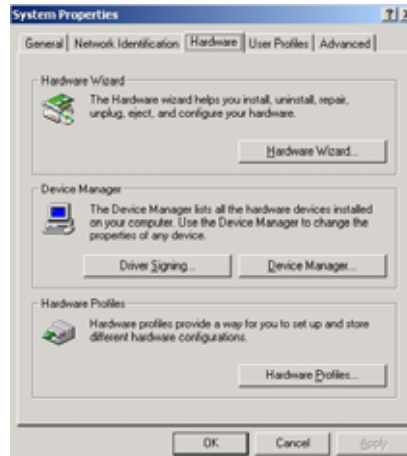 System Properties
General Network Identification Hardware User Profiles Advanced
Hardware Wizard
The Hardware wizard helps you install, uninstall, repair,
unplug, eject, and configure your hardware.
Hardware Wizard...
Device Manager
The Device Manager lists all the hardware devices installed
on your computer. Use the Device Manager to change the
properties of any device.
Driver Signing... Device Manager...
Hardware Profiles
Hardware profiles provide a way for you to set up and store
different hardware configurations.
Hardware Profiles...
OK Cancel Apply